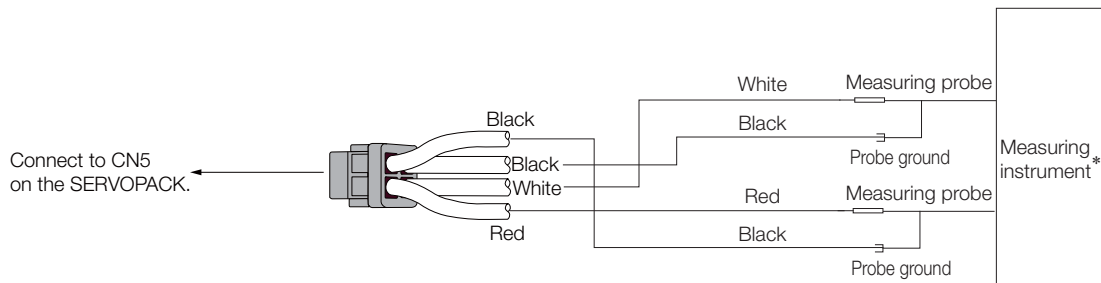 White
Measuring probe
Black
Black
Probe ground
Connect to CN5
on the SERVOPACK.
Black
White
Measuring
instrument*
Red
Measuring probe
Red
Black
Probe ground